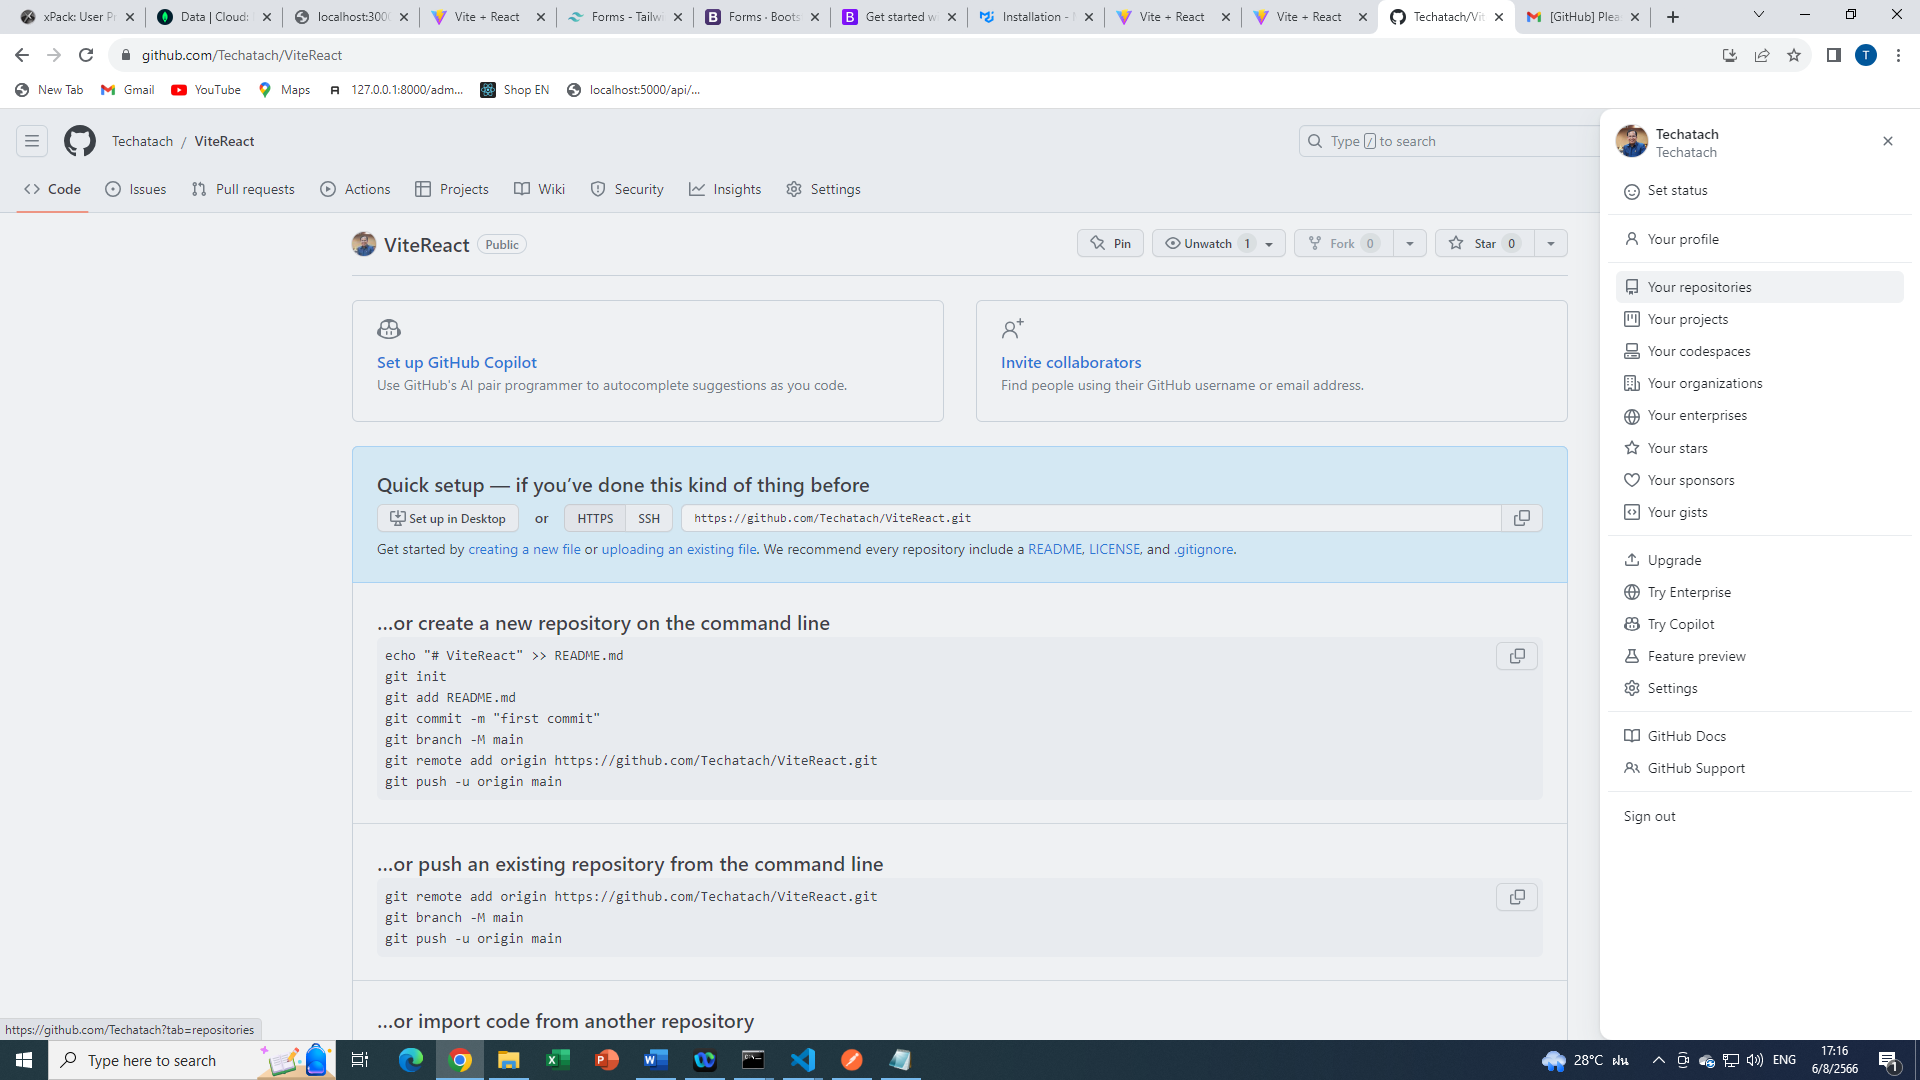 xPack: User Pr
Data | Cloud:
localhost:3000
Vite + React
Forms - Tailwi
Forms · Boots
Get started w
Installation -
Vite + React
Vite + React
Techatach/Vit
[GitHub] Plea
github.com/Techatach/ViteReact
T
New Tab
Gmail
YouTube
Maps
127.0.0.1:8000/adm...
Shop EN
localhost:5000/api/...
Techatach / ViteReact
Type / to search
Code
Issues
Pull requests
Actions
Projects
Wiki
Security
Insights
Settings
ViteReact Public
Pin
Unwatch 1
Fork 0
Star 0
Set up GitHub Copilot
Use GitHub's AI pair programmer to autocomplete suggestions as you code.
Invite collaborators
Find people using their GitHub username or email address.
Quick setup — if you’ve done this kind of thing before
Set up in Desktop or HTTPS SSH https://github.com/Techatach/ViteReact.git
Get started by creating a new file or uploading an existing file. We recommend every repository include a README, LICENSE, and .gitignore.
…or create a new repository on the command line
echo "# ViteReact" >> README.md
git init
git add README.md
git commit -m "first commit"
git branch -M main
git remote add origin https://github.com/Techatach/ViteReact.git
git push -u origin main
…or push an existing repository from the command line
git remote add origin https://github.com/Techatach/ViteReact.git
git branch -M main
git push -u origin main
…or import code from another repository
Techatach
Techatach
Set status
Your profile
Your repositories
Your projects
Your codespaces
Your organizations
Your enterprises
Your stars
Your sponsors
Your gists
Upgrade
Try Enterprise
Try Copilot
Feature preview
Settings
GitHub Docs
GitHub Support
Sign out
https://github.com/Techatach?tab=repositories
Type here to search
28°C ฝน
ENG
17:16
6/8/2566
1